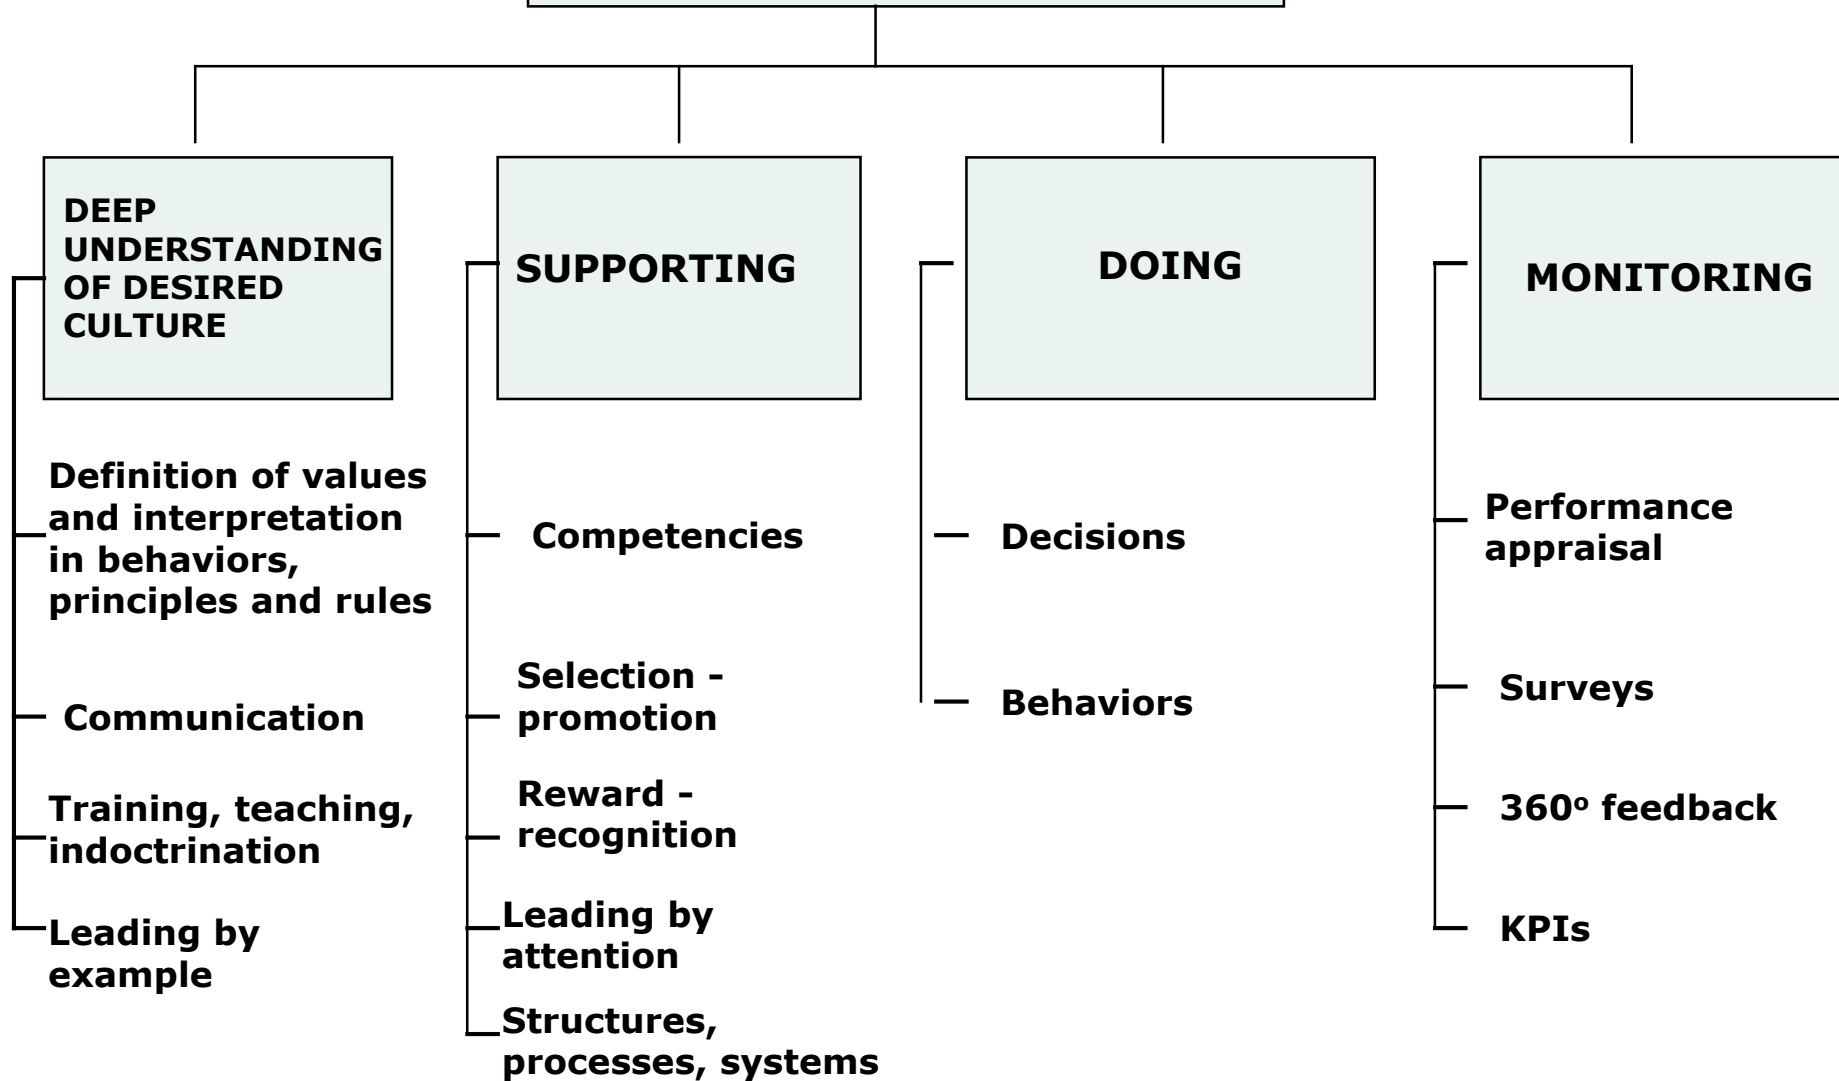 DEEP
UNDERSTANDING
OF DESIRED
CULTURE
Definition of values
and interpretation
in behaviors,
principles and rules
Communication
Training, teaching,
indoctrination
Leading by
example
SUPPORTING
Competencies
Selection -
promotion
Reward -
recognition
Leading by
attention
Structures,
processes, systems
DOING
Decisions
Behaviors
MONITORING
Performance
appraisal
Surveys
360º feedback
KPIs